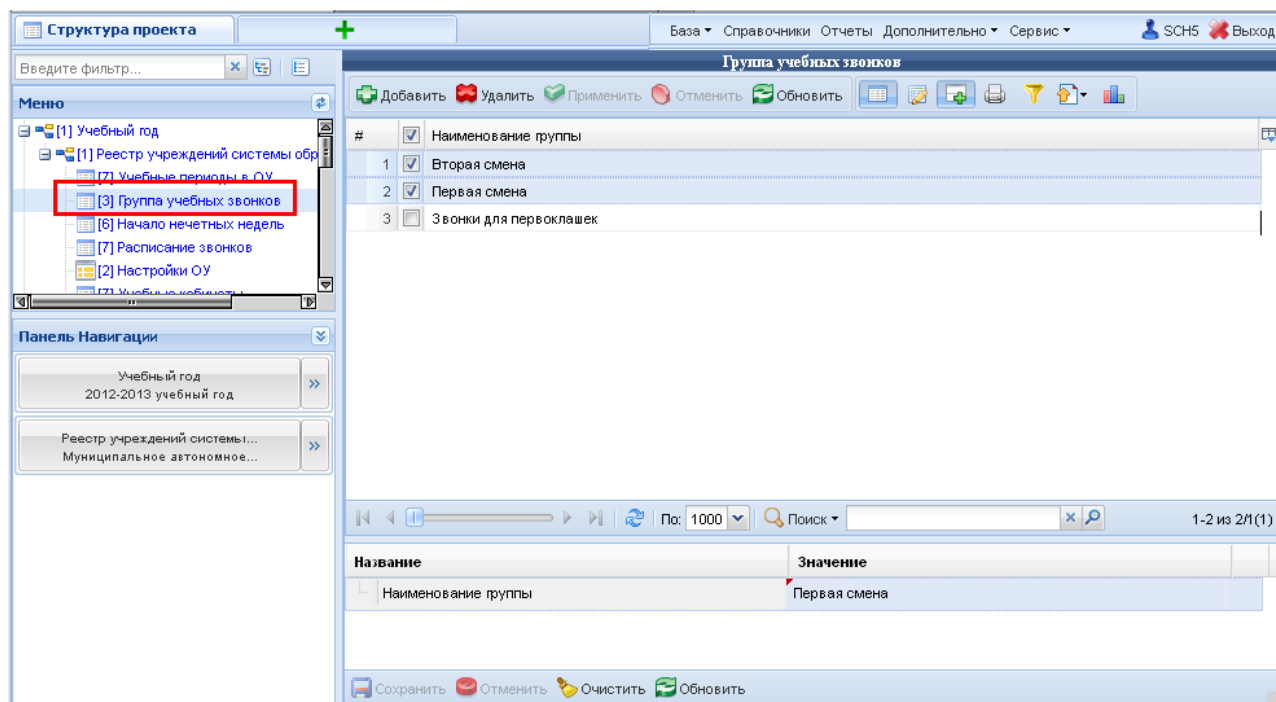 Структура проекта
База Справочники Отчеты Дополнительно Сервис SCH5 Выход
Введите фильтр...
Группа учебных звонков
Добавить Удалить Применить Отменить Обновить
Меню
# Наименование группы
[1] Учебный год
[1] Реестр учреждений системы обр
[7] Учебные периоды в ОУ
[3] Группа учебных звонков
[6] Начало нечетных недель
[7] Расписание звонков
[2] Настройки ОУ
[7] Учебные кабинеты
1 Вторая смена
2 Первая смена
3 Звонки для первоклашек
Панель Навигации
Учебный год
2012-2013 учебный год
Реестр учреждений системы...
Муниципальное автономное...
По: 1000 Поиск 1-2 из 2/1(1)
Название Значение
Наименование группы Первая смена
Сохранить Отменить Очистить Обновить